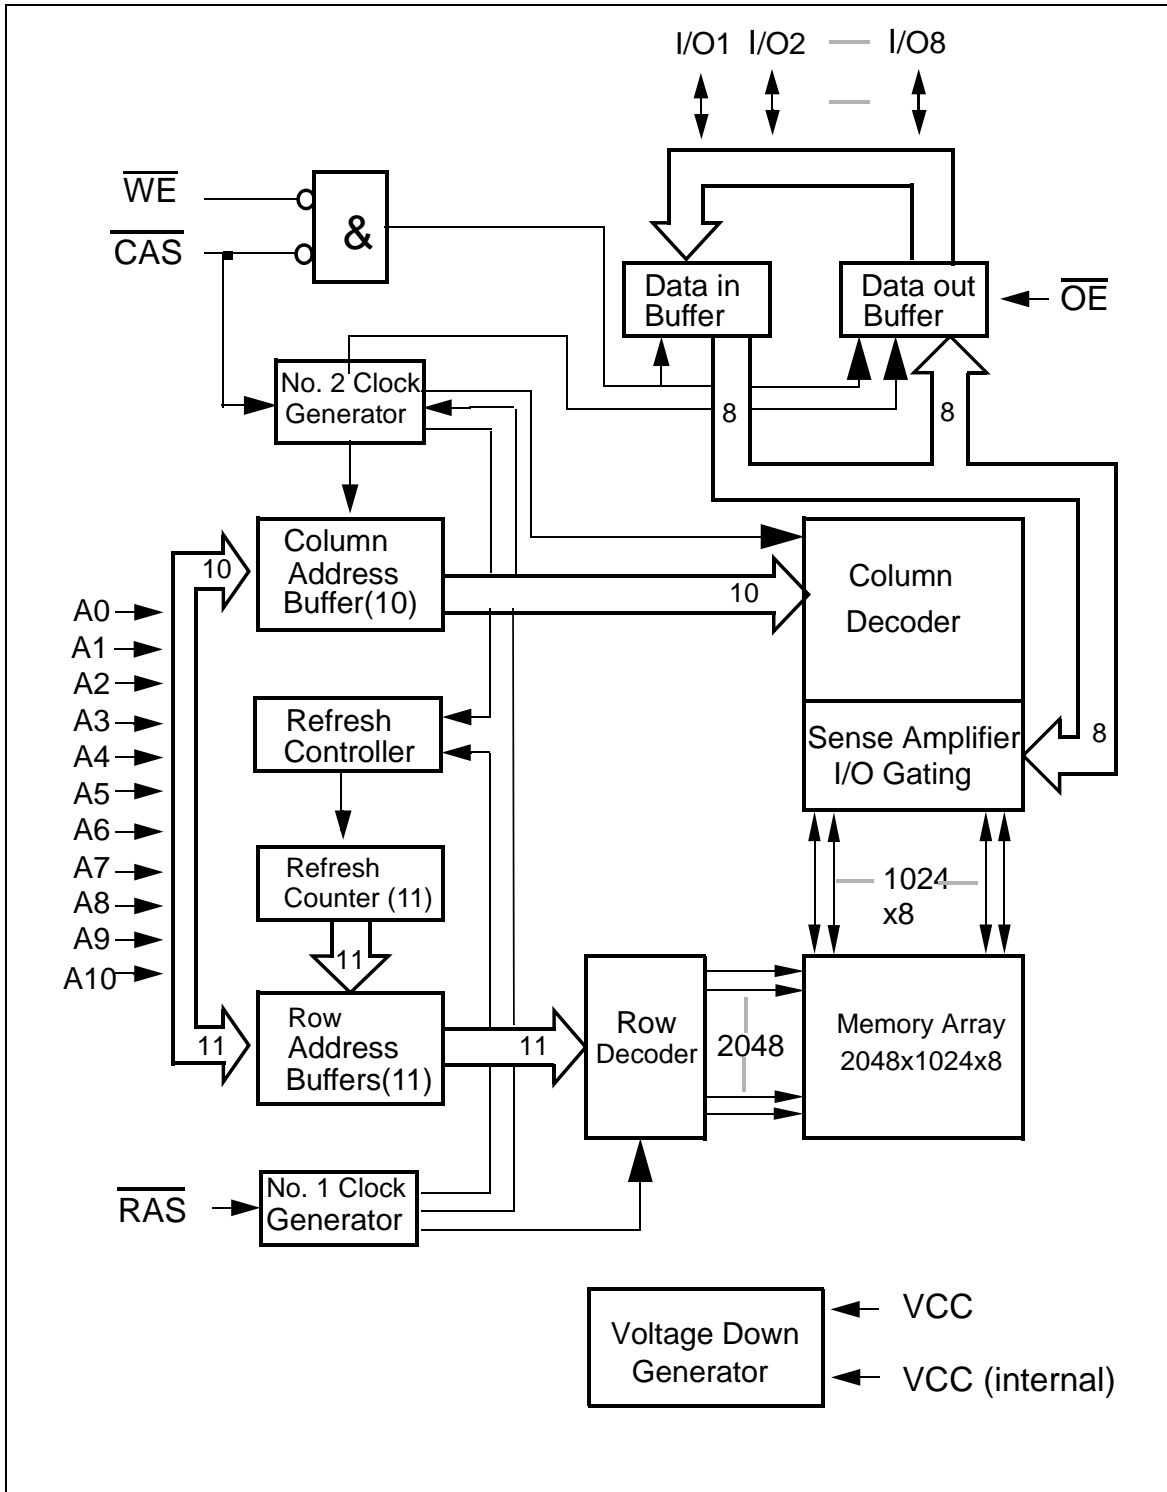 I/O1 I/O2 I/O8
WE
CAS
&
Data in
Buffer
Data out
Buffer
OE
No. 2 Clock
Generator
8
8
Column
Address
Buffer(10)
10
10
Column
Decoder
A0
A1
A2
A3
A4
A5
A6
A7
A8
A9
A10
Refresh
Controller
Sense Amplifier
I/O Gating
8
Refresh
Counter (11)
1024
x8
11
Row
Address
Buffers(11)
11
11
Row
Decoder
2048
Memory Array
2048x1024x8
RAS
No. 1 Clock
Generator
Voltage Down
Generator
VCC
VCC (internal)